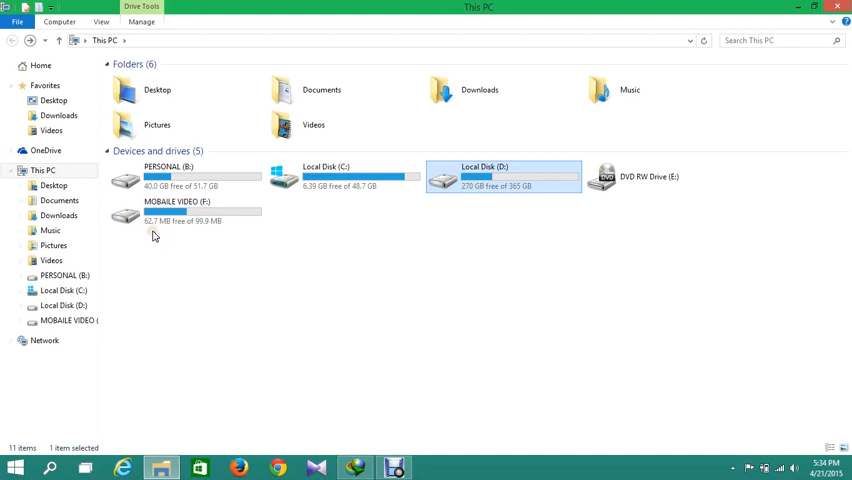 Drive Tools
This PC
File
Computer
View
Manage
This PC
Search This PC
Home
Favorites
Desktop
Downloads
Videos
OneDrive
This PC
Desktop
Documents
Downloads
Music
Pictures
Videos
PERSONAL (B:)
Local Disk (C:)
Local Disk (D:)
MOBAILE VIDEO (
Network
Folders (6)
Desktop
Documents
Downloads
Music
Pictures
Videos
Devices and drives (5)
PERSONAL (B:)
40.0 GB free of 51.7 GB
Local Disk (C:)
6.39 GB free of 48.7 GB
Local Disk (D:)
270 GB free of 365 GB
DVD
DVD RW Drive (E:)
MOBAILE VIDEO (F:)
62.7 MB free of 99.9 MB
11 items
1 item selected
5:34 PM
4/21/2015